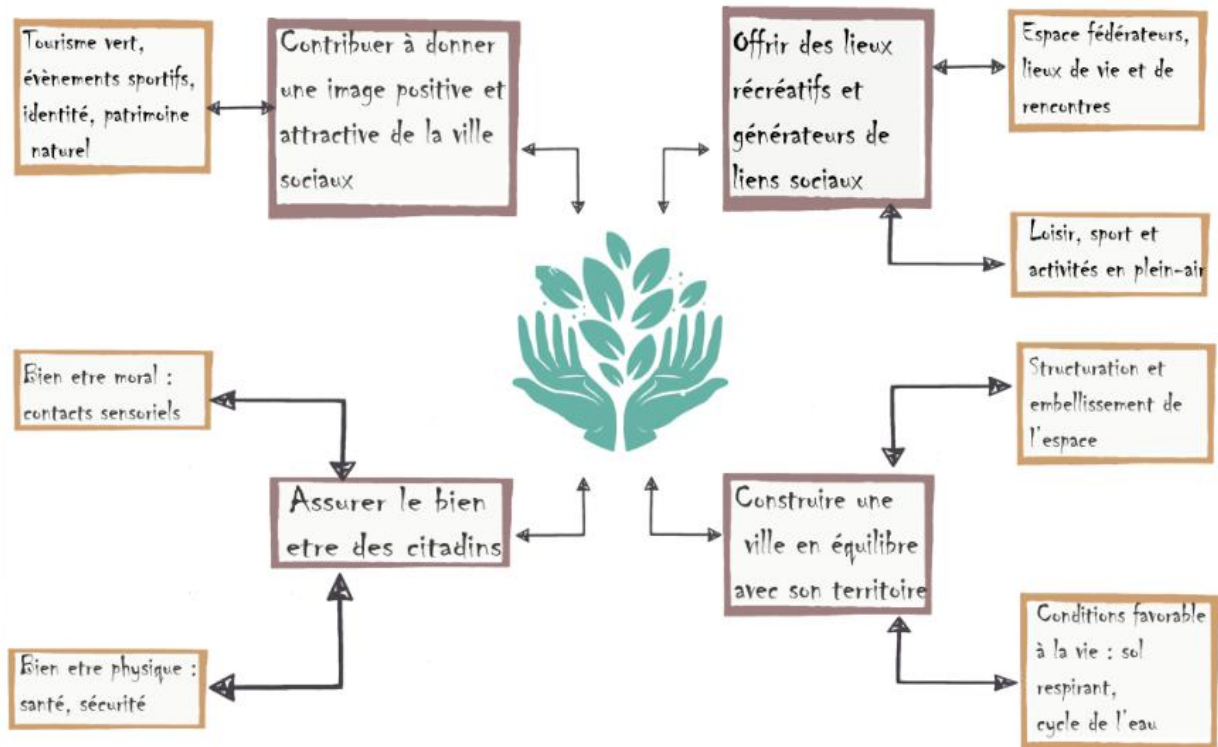 Tourisme vert,
évènements sportifs,
identité, patrimoine
naturel
Contribuer à donner
une image positive et
attractive de la ville
sociaux
Offrir des lieux
récréatifs et
générateurs de
liens sociaux
Espace fédérateurs,
lieux de vie et de
rencontres
Loisir, sport et
activités en plein-air
Bien etre moral :
contacts sensoriels
Assurer le bien
etre des citadins
Bien etre physique :
santé, sécurité
Structuration et
embellissement de
l'espace
Construire une
ville en équilibre
avec son territoire
Conditions favorable
à la vie : sol
respirant,
cycle de l'eau